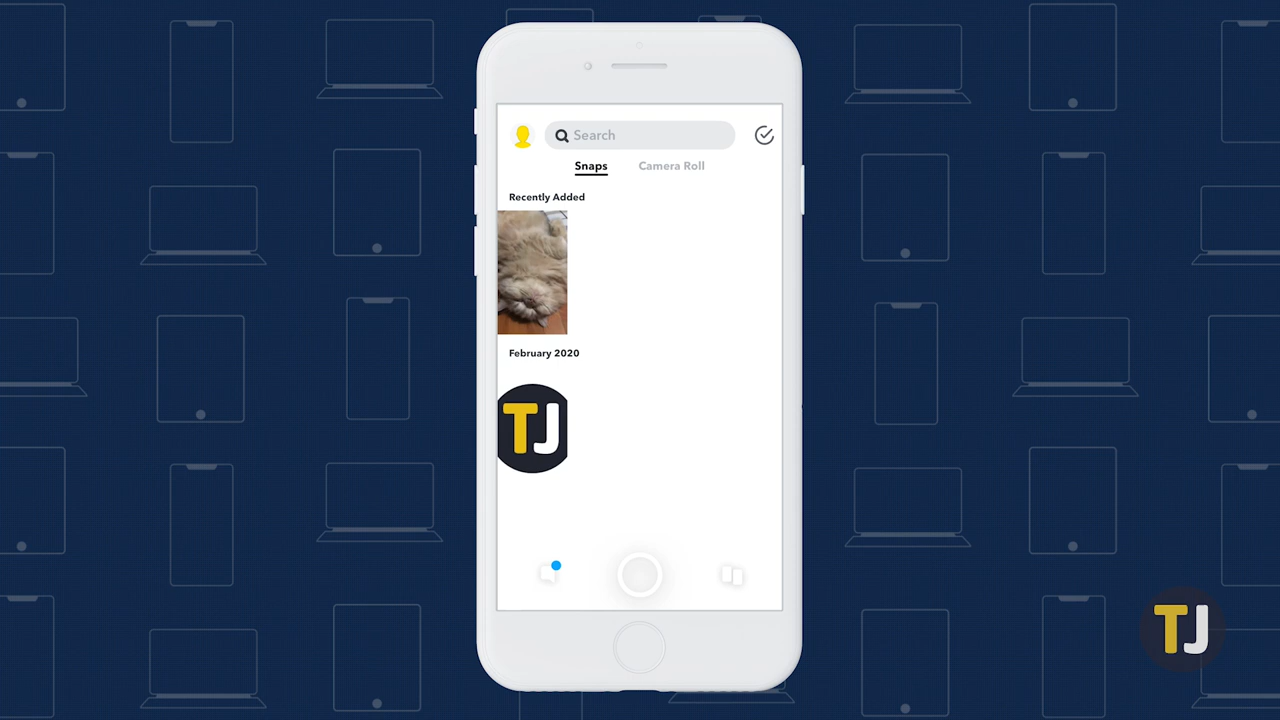 Search
Snaps
Camera Roll
Recently Added
February 2020
TJ
TJ